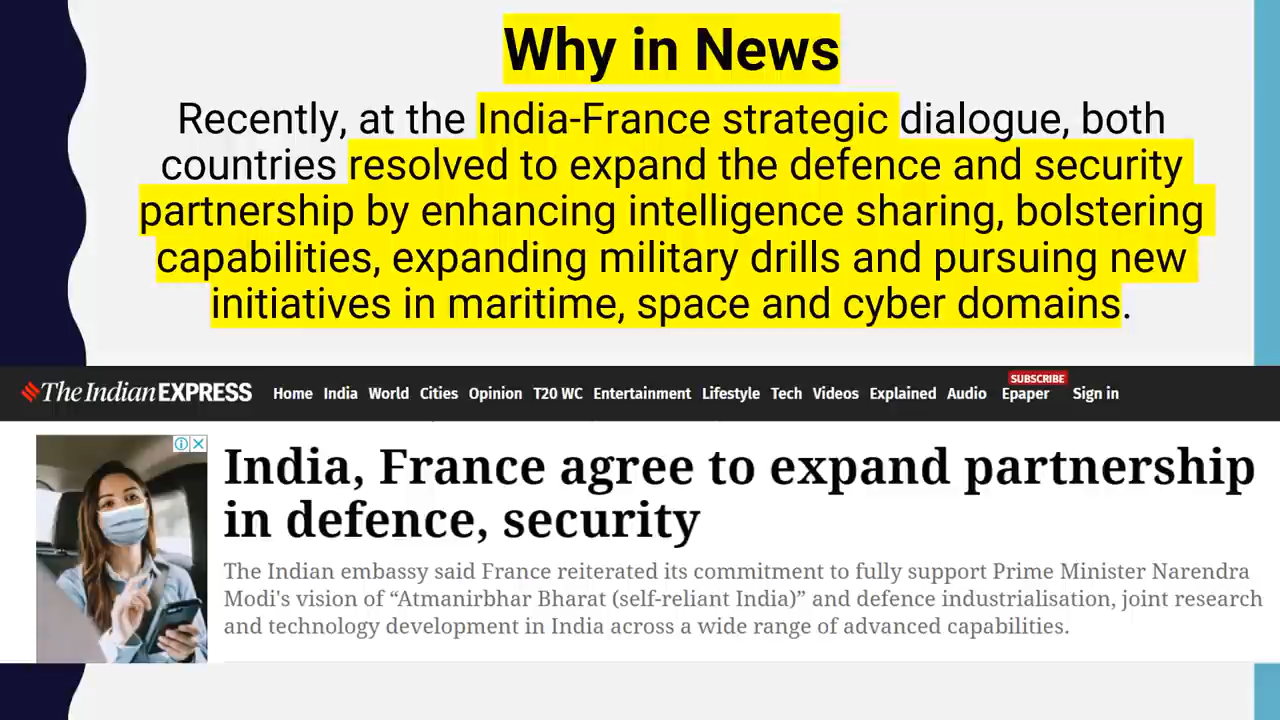 Why in News
Recently, at the India-France strategic dialogue, both
countries resolved to expand the defence and security
partnership by enhancing intelligence sharing, bolstering
capabilities, expanding military drills and pursuing new
initiatives in maritime, space and cyber domains.
The Indian EXPRESS Home India World Cities Opinion T20 WC Entertainment Lifestyle Tech Videos Explained Audio Epaper SUBSCRIBE Sign in
India, France agree to expand partnership
in defence, security
The Indian embassy said France reiterated its commitment to fully support Prime Minister Narendra
Modi's vision of “Atmanirbhar Bharat (self-reliant India)” and defence industrialisation, joint research
and technology development in India across a wide range of advanced capabilities.